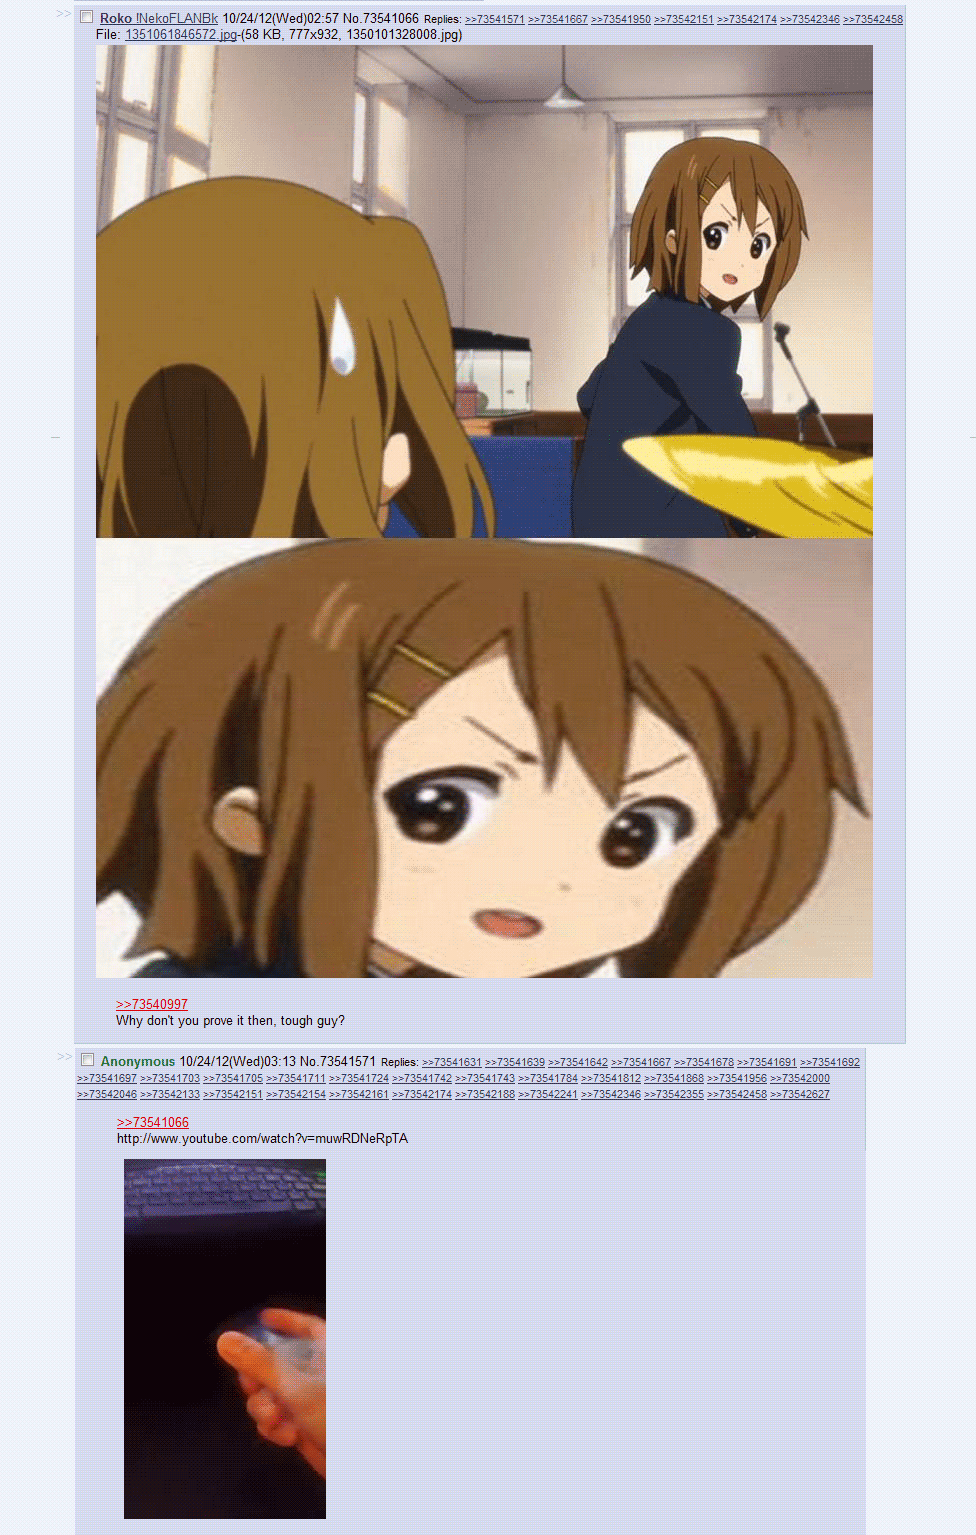 >> Roko !NekoFLANBk 10/24/12(Wed)02:57 No.73541066 Replies: >>73541571 >>73541667 >>73541950 >>73542151 >>73542174 >>73542346 >>73542458
File: 1351061846572.jpg-(58 KB, 777x932, 1350101328008.jpg)
>>73540997
Why don't you prove it then, tough guy?
>> Anonymous 10/24/12(Wed)03:13 No.73541571 Replies: >>73541631 >>73541639 >>73541642 >>73541667 >>73541678 >>73541691 >>73541692
>>73541697 >>73541703 >>73541705 >>73541711 >>73541724 >>73541742 >>73541743 >>73541784 >>73541812 >>73541868 >>73541956 >>73542000
>>73542046 >>73542133 >>73542151 >>73542154 >>73542161 >>73542174 >>73542188 >>73542241 >>73542346 >>73542355 >>73542458 >>73542627
>>73541066
http://www.youtube.com/watch?v=muwRDNeRpTA